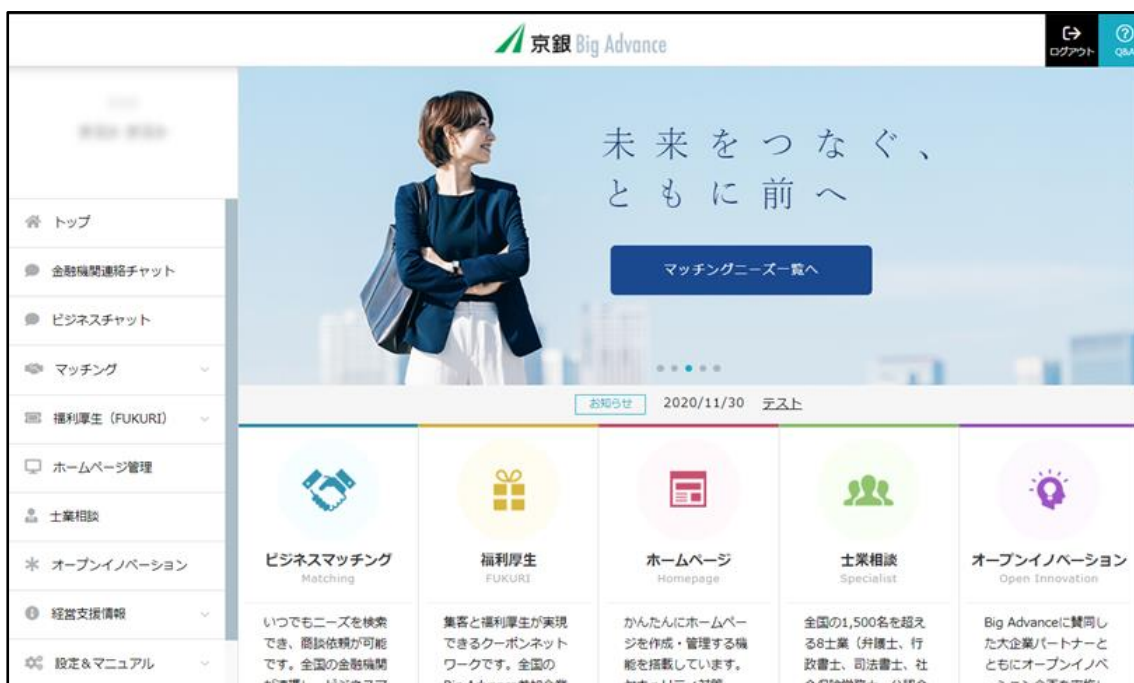 京銀 Big Advance
ログアウト
Q&A
トップ
金融機関連絡チャット
ビジネスチャット
マッチング
福利厚生（FUKURI）
ホームページ管理
士業相談
オープンイノベーション
経営支援情報
設定＆マニュアル
未来をつなぐ、
ともに前へ
マッチングニーズ一覧へ
お知らせ 2020/11/30 テスト
ビジネスマッチング
Matching
いつでもニーズを検索
でき、商談依頼が可能
です。全国の金融機関
福利厚生
FUKURI
集客と福利厚生が実現
できるクーポンネット
ワークです。全国の
ホームページ
Homepage
かんたんにホームペー
ジを作成・管理する機
能を搭載しています。
士業相談
Specialist
全国の1,500名を超え
る8士業（弁護士、行
政書士、司法書士、社
オープンイノベーション
Open Innovation
Big Advanceに賛同し
た大企業パートナーと
ともにオープンイノベ